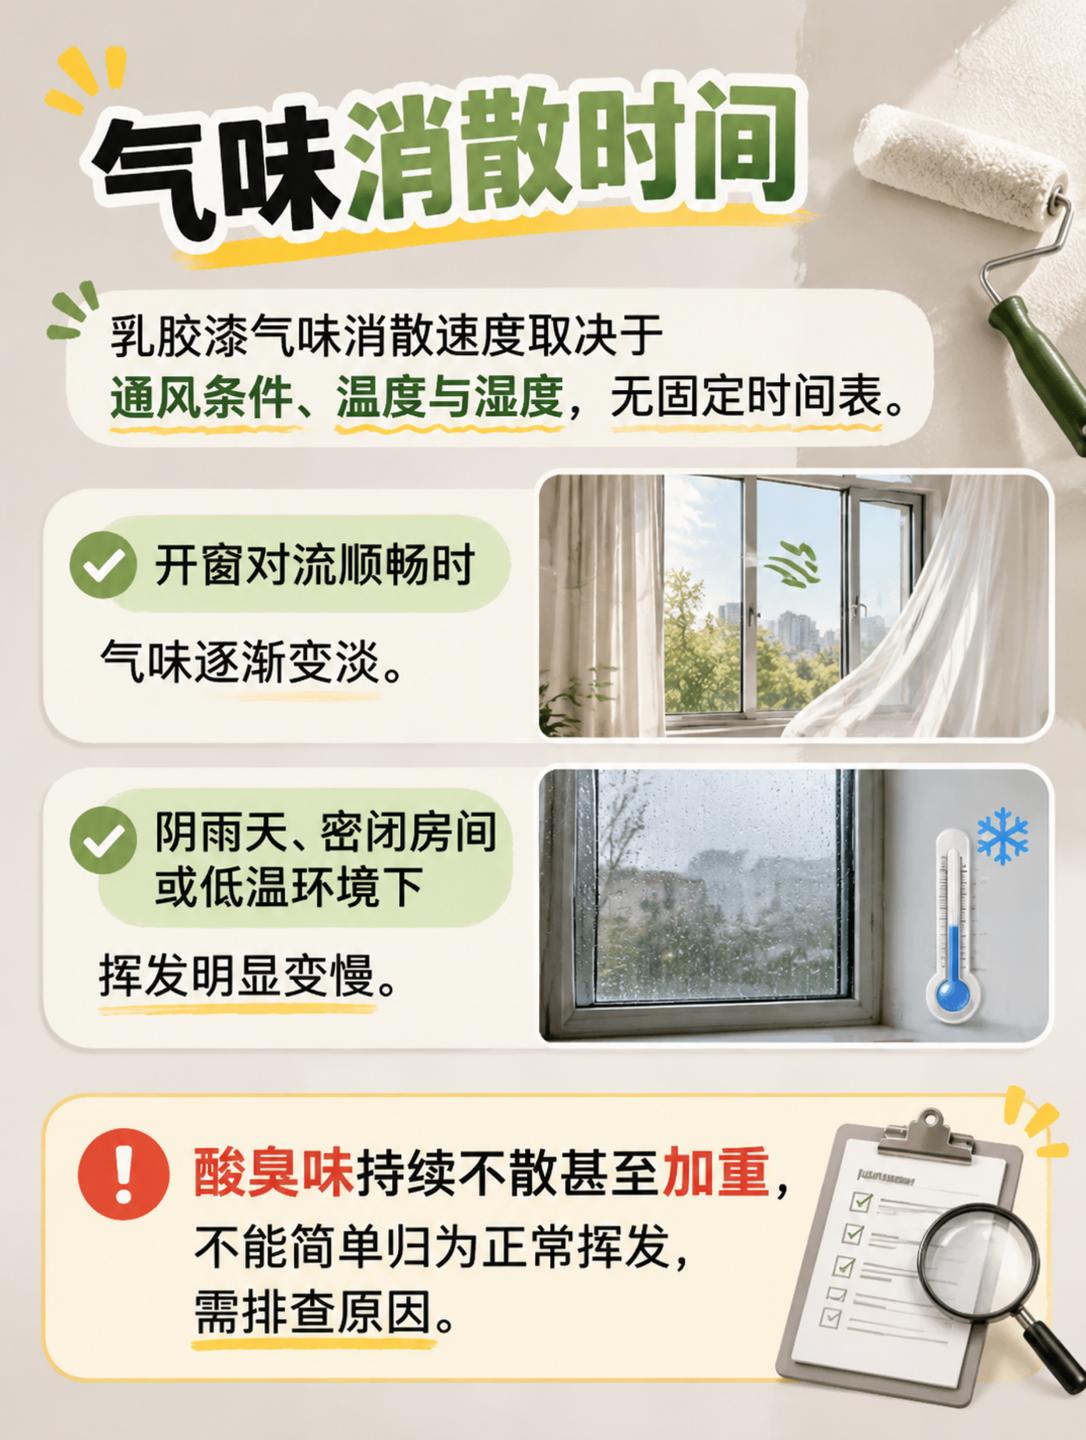 气味消散时间
乳胶漆气味消散速度取决于
通风条件、温度与湿度，无固定时间表。
开窗对流顺畅时
气味逐渐变淡。
阴雨天、密闭房间
或低温环境下
挥发明显变慢。
酸臭味持续不散甚至加重，
不能简单归为正常挥发，
需排查原因。